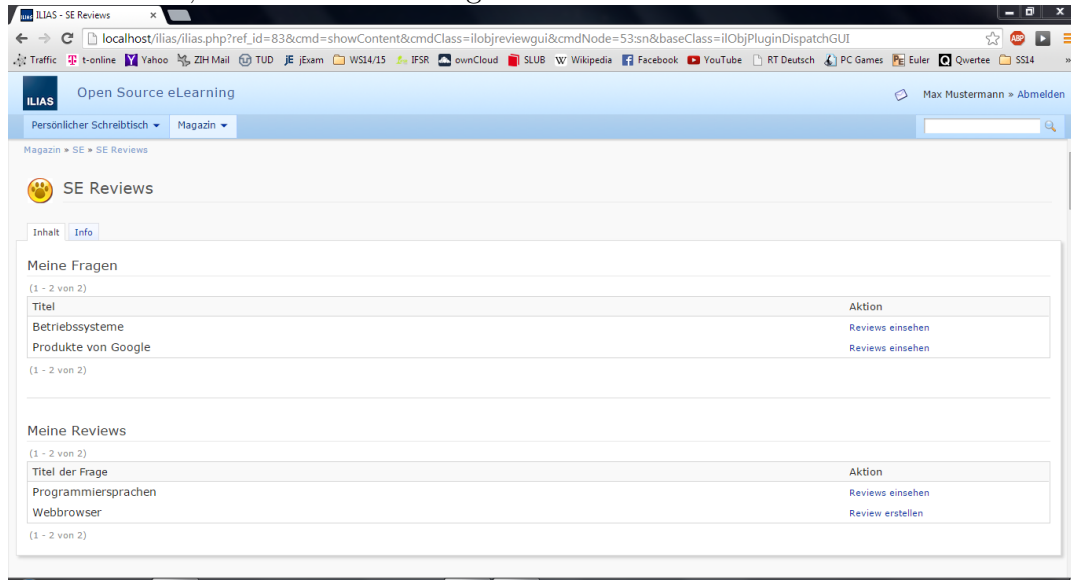 ILIAS - SE Reviews
localhost/ilias/ilias.php?ref_id=83&cmd=showContent&cmdClass=ilobjreviewgui&cmdNode=53:sn&baseClass=ilObjPluginDispatchGUI ABP
Traffic t-online Yahoo ZIH Mail TUD jE jExam WS14/15 IFSR ownCloud SLUB W Wikipedia Facebook YouTube RT Deutsch PC Games PE Euler Q Qwertee SS14 »
ILIAS Open Source eLearning Max Mustermann » Abmelden
Persönlicher Schreibtisch Magazin
Magazin » SE » SE Reviews
SE Reviews
Inhalt Info
Meine Fragen
(1 - 2 von 2)
Titel Aktion
Betriebssysteme Reviews einsehen
Produkte von Google Reviews einsehen
(1 - 2 von 2)
Meine Reviews
(1 - 2 von 2)
Titel der Frage Aktion
Programmiersprachen Reviews einsehen
Webbrowser Review erstellen
(1 - 2 von 2)